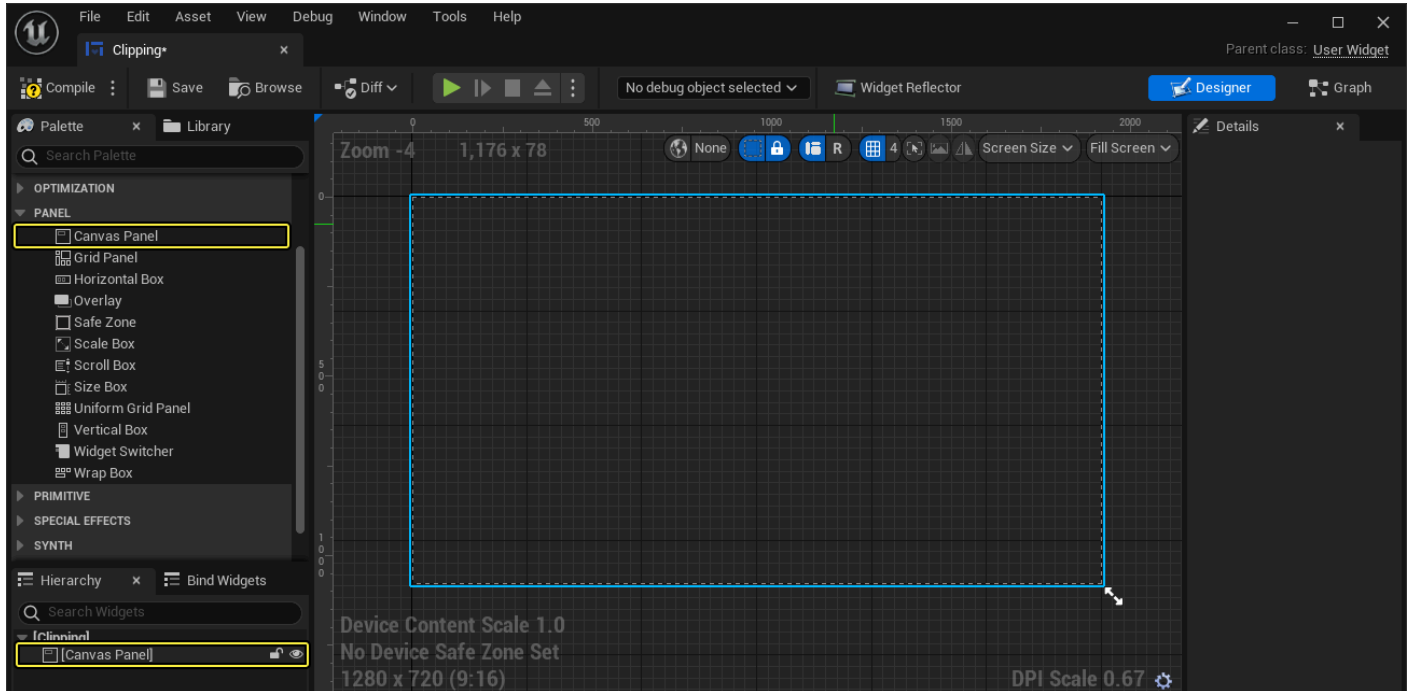 File Edit Asset View Debug Window Tools Help
Clipping*
Parent class: User Widget
Compile Save Browse Diff No debug object selected Widget Reflector Designer Graph
Palette Library
Search Palette
OPTIMIZATION
PANEL
Canvas Panel
Grid Panel
Horizontal Box
Overlay
Safe Zone
Scale Box
Scroll Box
Size Box
Uniform Grid Panel
Vertical Box
Widget Switcher
Wrap Box
PRIMITIVE
SPECIAL EFFECTS
SYNTH
Hierarchy Bind Widgets
Search Widgets
[Clipping]
[Canvas Panel]
0 500 1000 1500 2000
Zoom -4 1,176 x 78 None R 4 Screen Size Fill Screen
0
500
1000
Device Content Scale 1.0
No Device Safe Zone Set
1280 x 720 (9:16) DPI Scale 0.67
Details